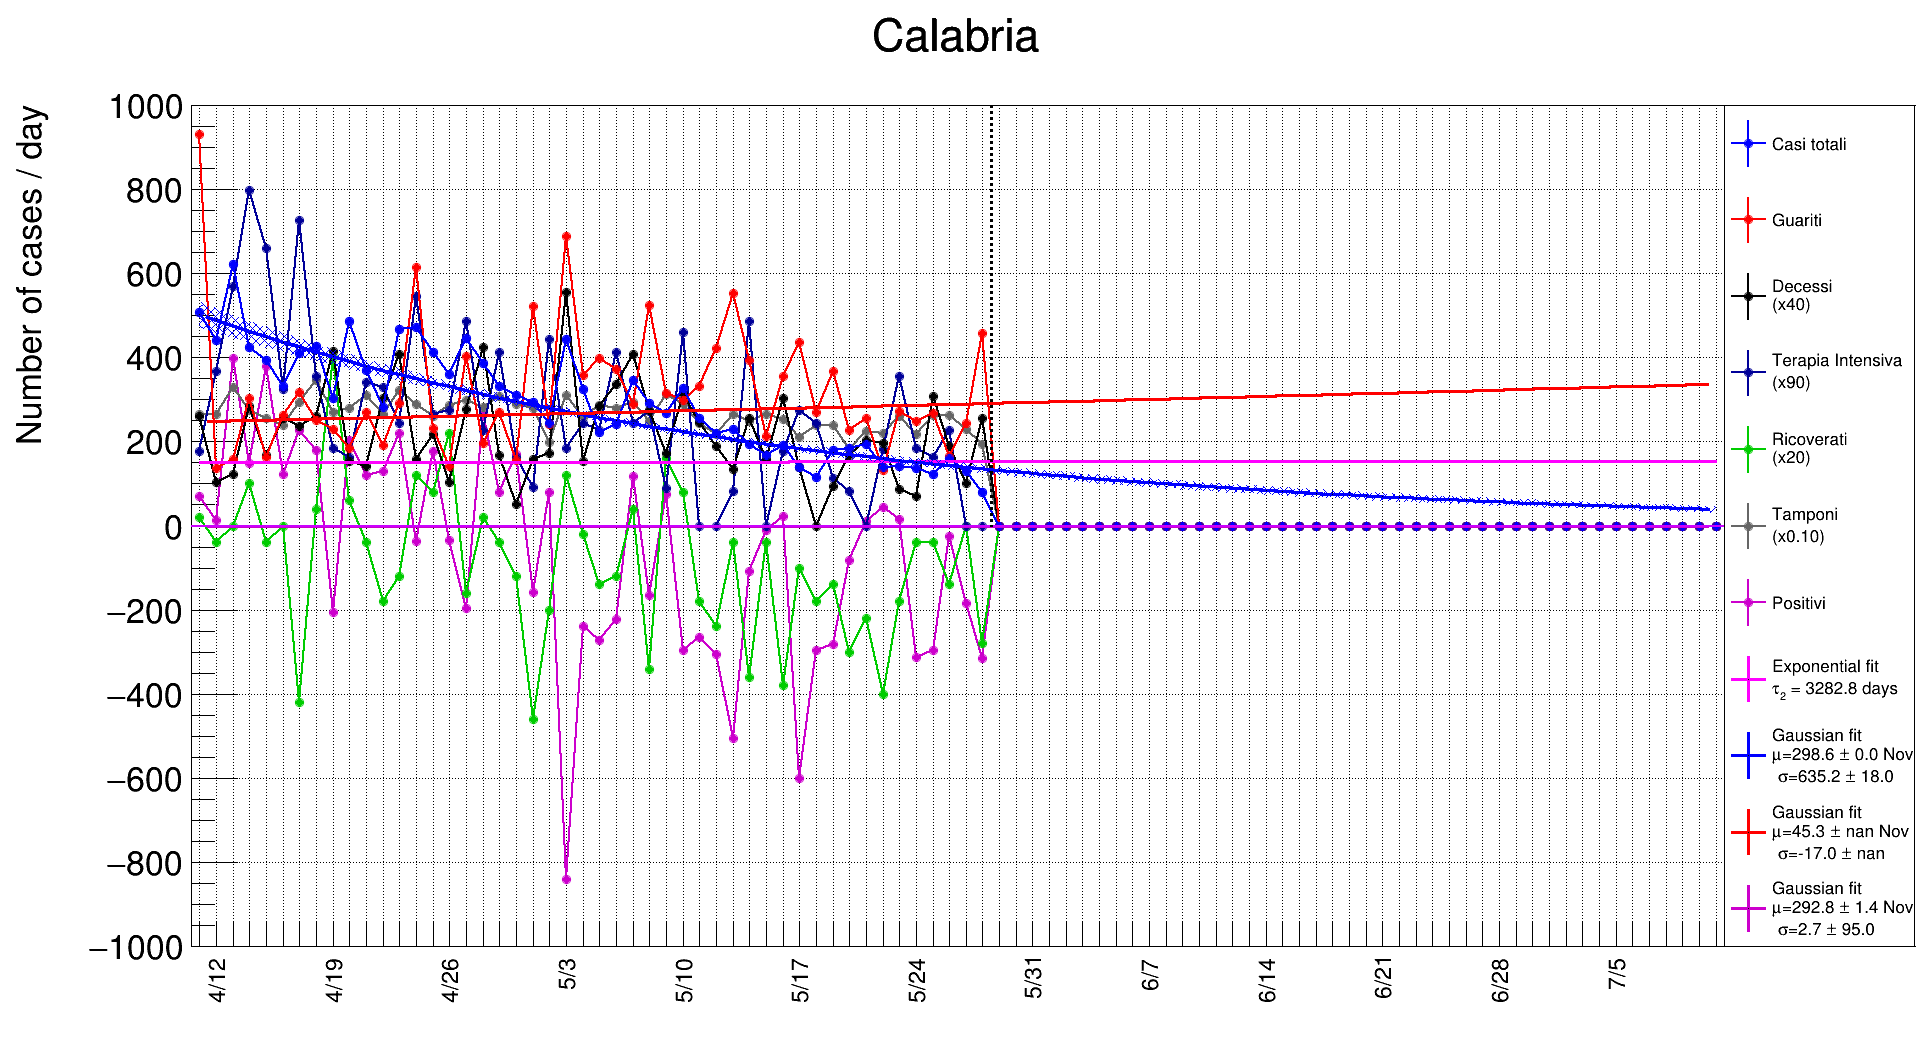 Calabria
Number of cases / day
1000
800
600
400
200
0
−200
−400
−600
−800
−1000
4/12
4/19
4/26
5/3
5/10
5/17
5/24
5/31
6/7
6/14
6/21
6/28
7/5
Casi totali
Guariti
Decessi
(x40)
Terapia Intensiva
(x90)
Ricoverati
(x20)
Tamponi
(x0.10)
Positivi
Exponential fit
τ2 = 3282.8 days
Gaussian fit
μ=298.6 ± 0.0 Nov
σ=635.2 ± 18.0
Gaussian fit
μ=45.3 ± nan Nov
σ=-17.0 ± nan
Gaussian fit
μ=292.8 ± 1.4 Nov
σ=2.7 ± 95.0